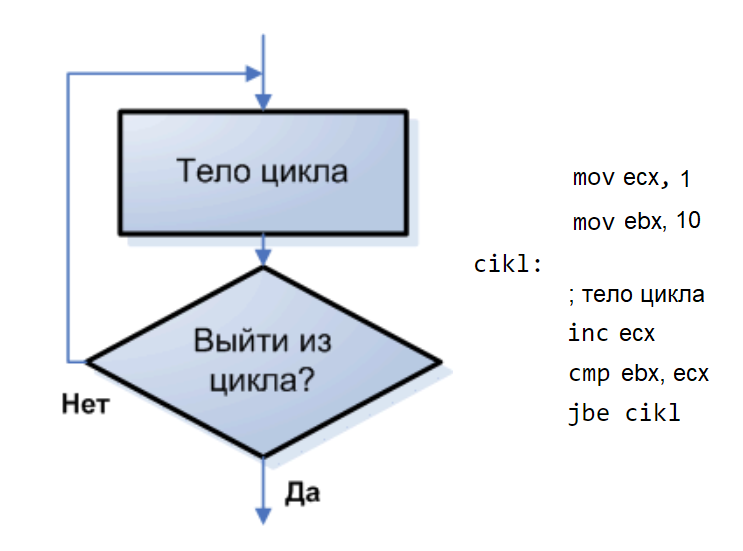 Тело цикла
Выйти из
цикла?
Нет
Да
mov ecx, 1
mov ebx, 10
cikl:
; тело цикла
inc ecx
cmp ebx, ecx
jbe cikl